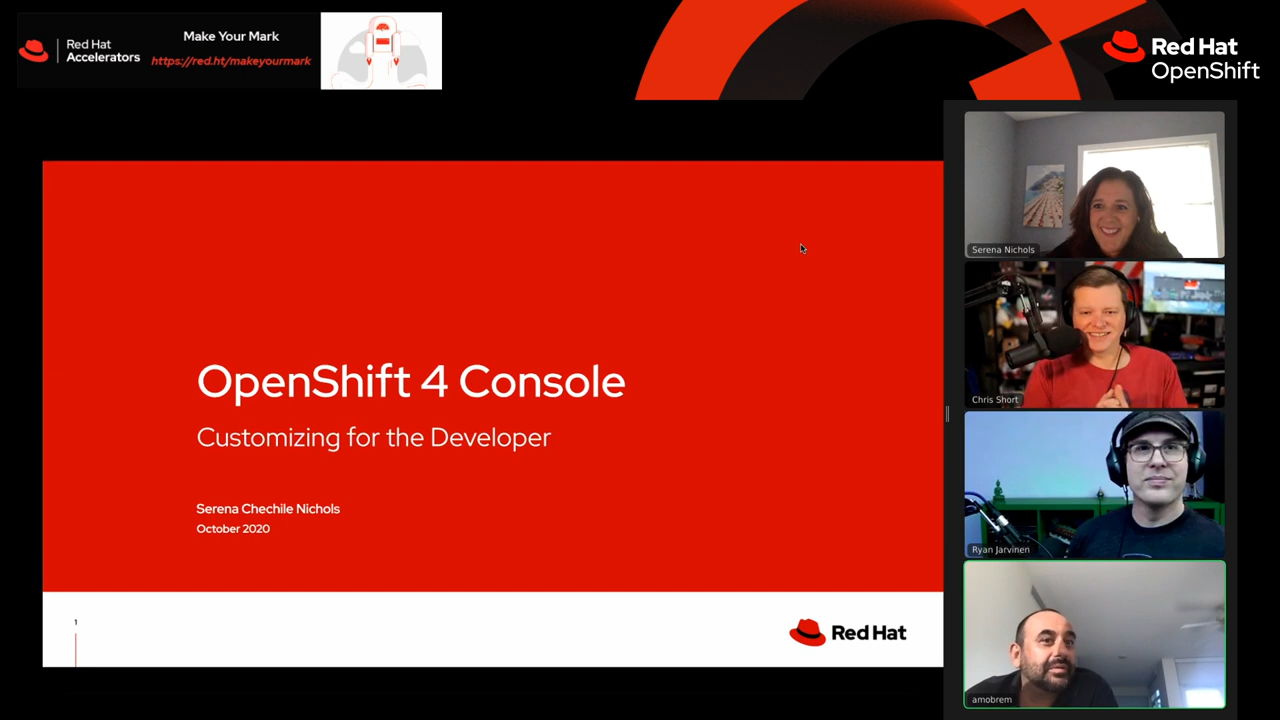 Red Hat
Accelerators
Make Your Mark
https://red.ht/makeyourmark
Red Hat
OpenShift
OpenShift 4 Console
Customizing for the Developer
Serena Chechile Nichols
October 2020
1
Red Hat
Serena Nichols
Chris Short
Ryan Jarvinen
amobrem